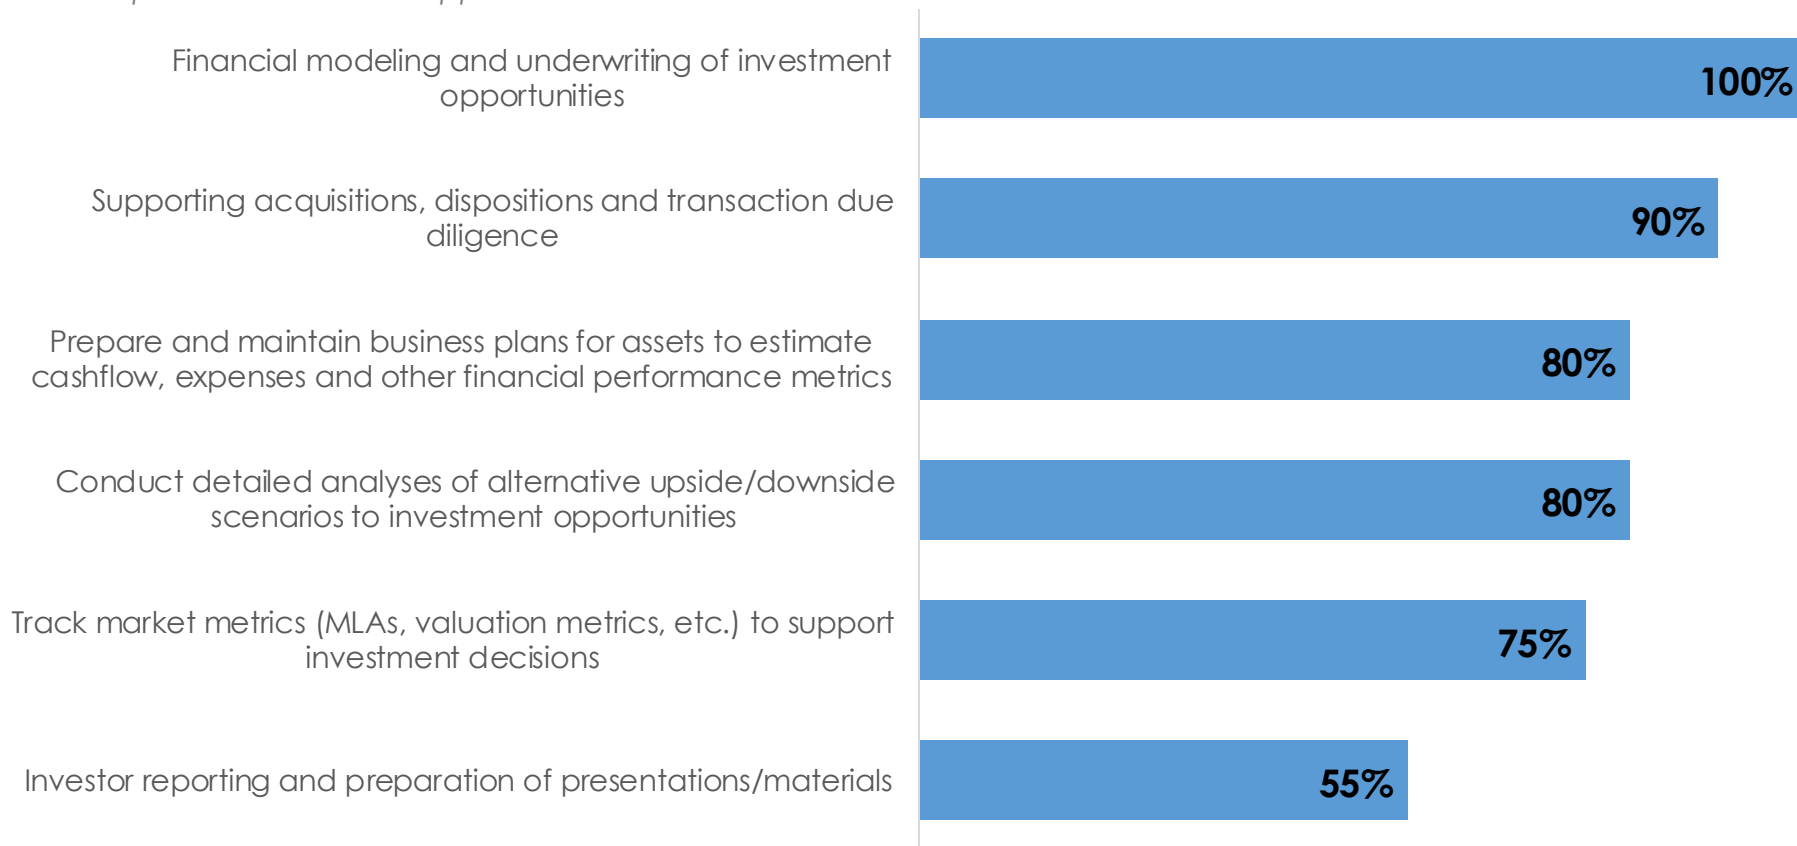 Financial modeling and underwriting of investment
opportunities
100%
Supporting acquisitions, dispositions and transaction due
diligence
90%
Prepare and maintain business plans for assets to estimate
cashflow, expenses and other financial performance metrics
80%
Conduct detailed analyses of alternative upside/downside
scenarios to investment opportunities
80%
Track market metrics (MLAs, valuation metrics, etc.) to support
investment decisions
75%
Investor reporting and preparation of presentations/materials
55%